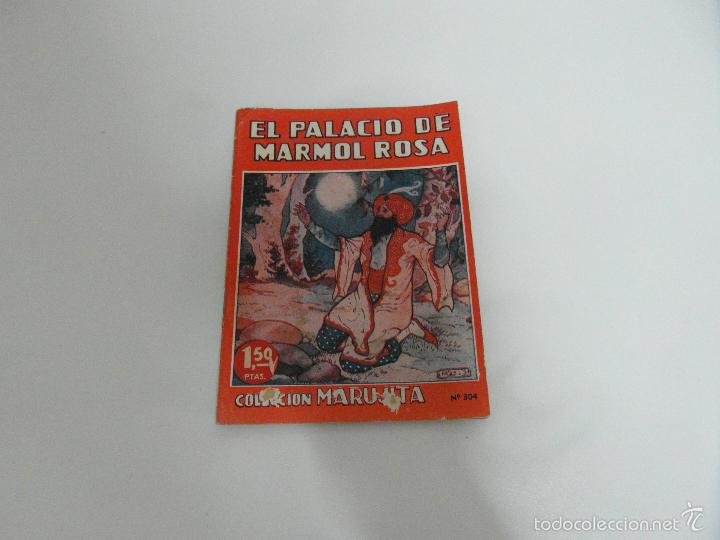 EL PALACIO DE
MARMOL ROSA
1,50
PTAS.
COLECCION MARUJITA
Nº 304
todocoleccion.net